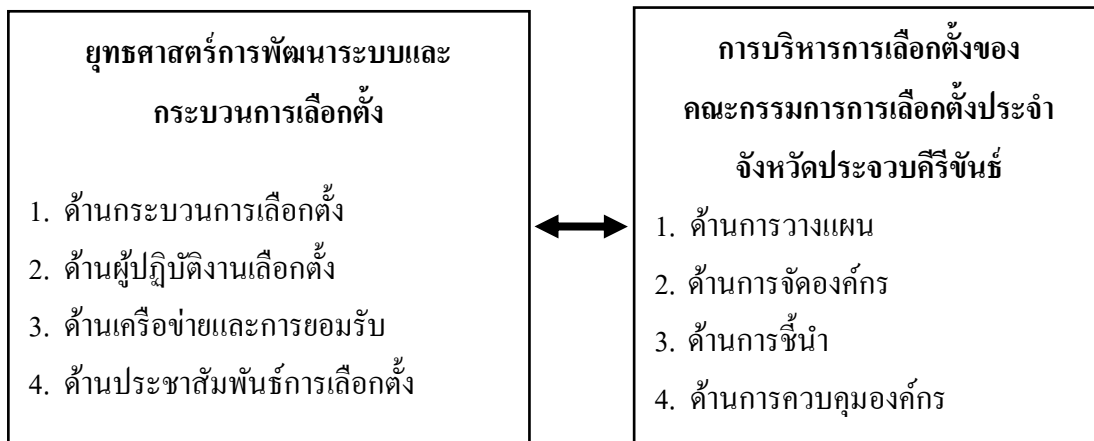 ยุทธศาสตร์การพัฒนาระบบและ
กระบวนการเลือกตั้ง
1. ด้านกระบวนการเลือกตั้ง
2. ด้านผู้ปฏิบัติงานเลือกตั้ง
3. ด้านเครือข่ายและการยอมรับ
4. ด้านประชาสัมพันธ์การเลือกตั้ง
การบริหารการเลือกตั้งของ
คณะกรรมการการเลือกตั้งประจำ
จังหวัดประจวบคีรีขันธ์
1. ด้านการวางแผน
2. ด้านการจัดองค์กร
3. ด้านการชี้นำ
4. ด้านการควบคุมองค์กร